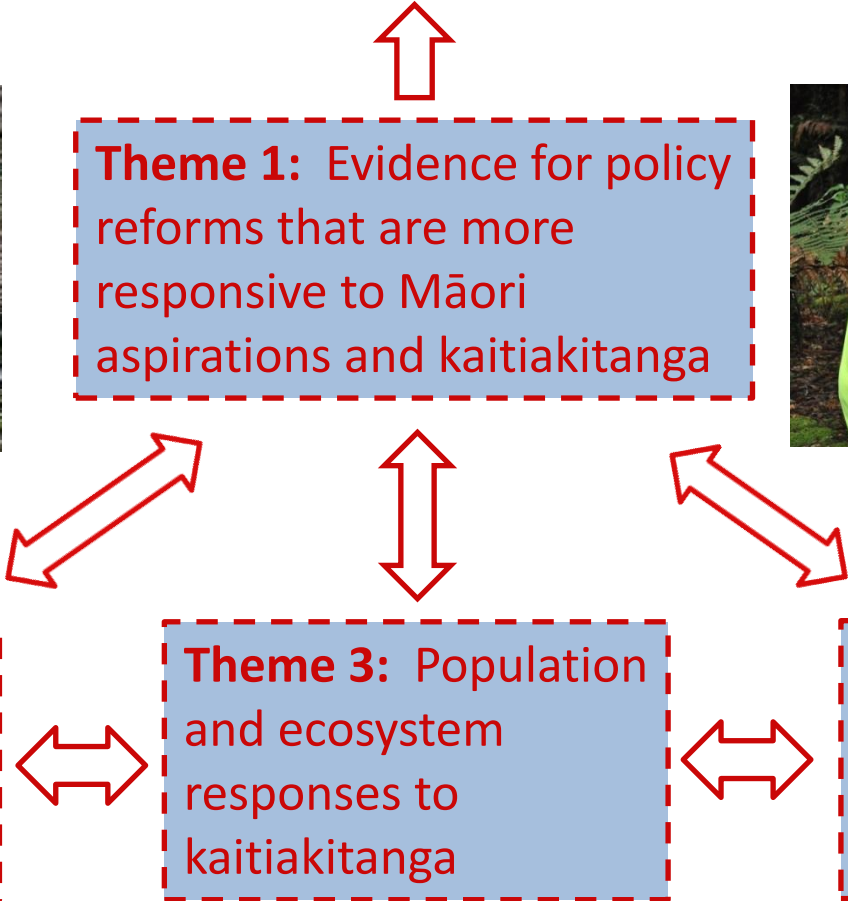 Theme 1:  Evidence for policy
reforms that are more
responsive to Māori
aspirations and kaitiakitanga
Theme 3:  Population
and ecosystem
responses to
kaitiakitanga